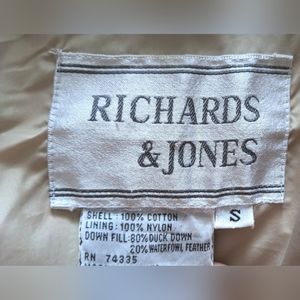 RICHARDS
& JONES
S
SHELL: 100% COTTON
LINING: 100% NYLON
DOWN FILL: 80% DUCK DOWN
20% WATERFOWL FEATHER
RN 74335